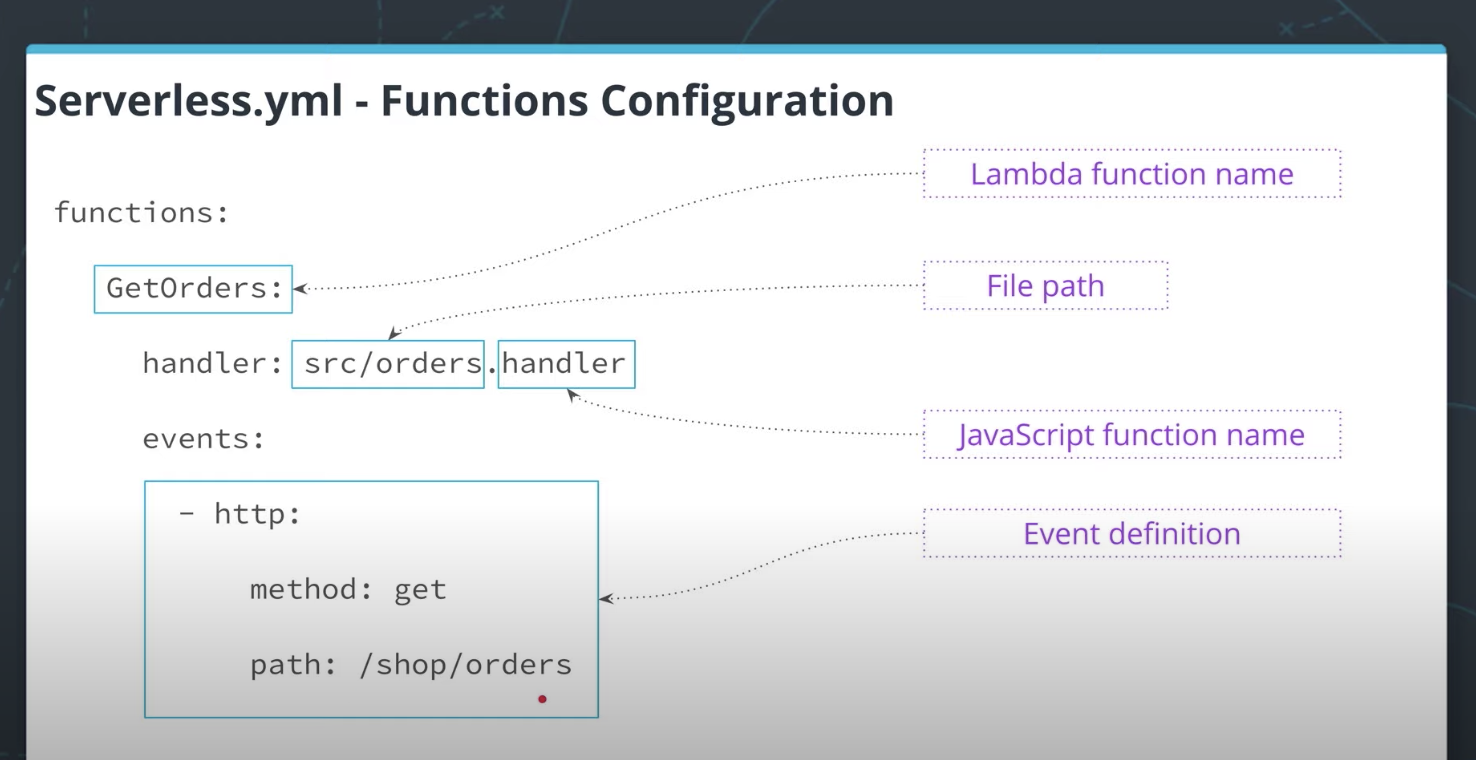 Serverless.yml - Functions Configuration
Lambda function name
functions:
GetOrders:
File path
handler: src/orders.handler
JavaScript function name
events:
- http:
Event definition
method: get
path: /shop/orders